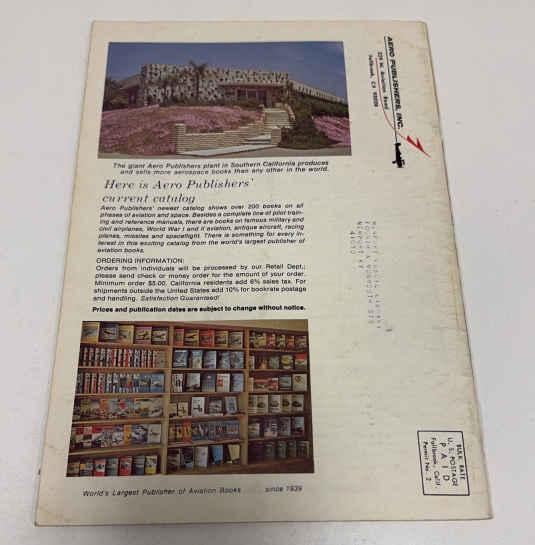 AERO PUBLISHERS, INC.
329 W. Aviation Road
Fallbrook, CA 92028
The giant Aero Publishers plant in Southern California produces
and sells more aerospace books than any other in the world.
Here is Aero Publishers'
current catalog
Aero Publishers' newest catalog shows over 200 books on all
phases of aviation and space. Besides a complete line of pilot train-
ing and reference manuals, there are books on famous military and
civil airplanes, World War I and II aviation, antique aircraft, racing
planes, missiles and spaceflight. There is something for every in-
terest in this exciting catalog from the world's largest publisher of
aviation books.
ORDERING INFORMATION:
Orders from individuals will be processed by our Retail Dept.;
please send check or money order for the amount of your order.
Minimum order $5.00. California residents add 6% sales tax. For
shipments outside the United States add 10% for bookrate postage
and handling. Satisfaction Guaranteed!
Prices and publication dates are subject to change without notice.
World's Largest Publisher of Aviation Books since 1939
NEWPORT KY
41071
BULK RATE
U. S. POSTAGE
PAID
Fallbrook, Calif.
Permit No. 2